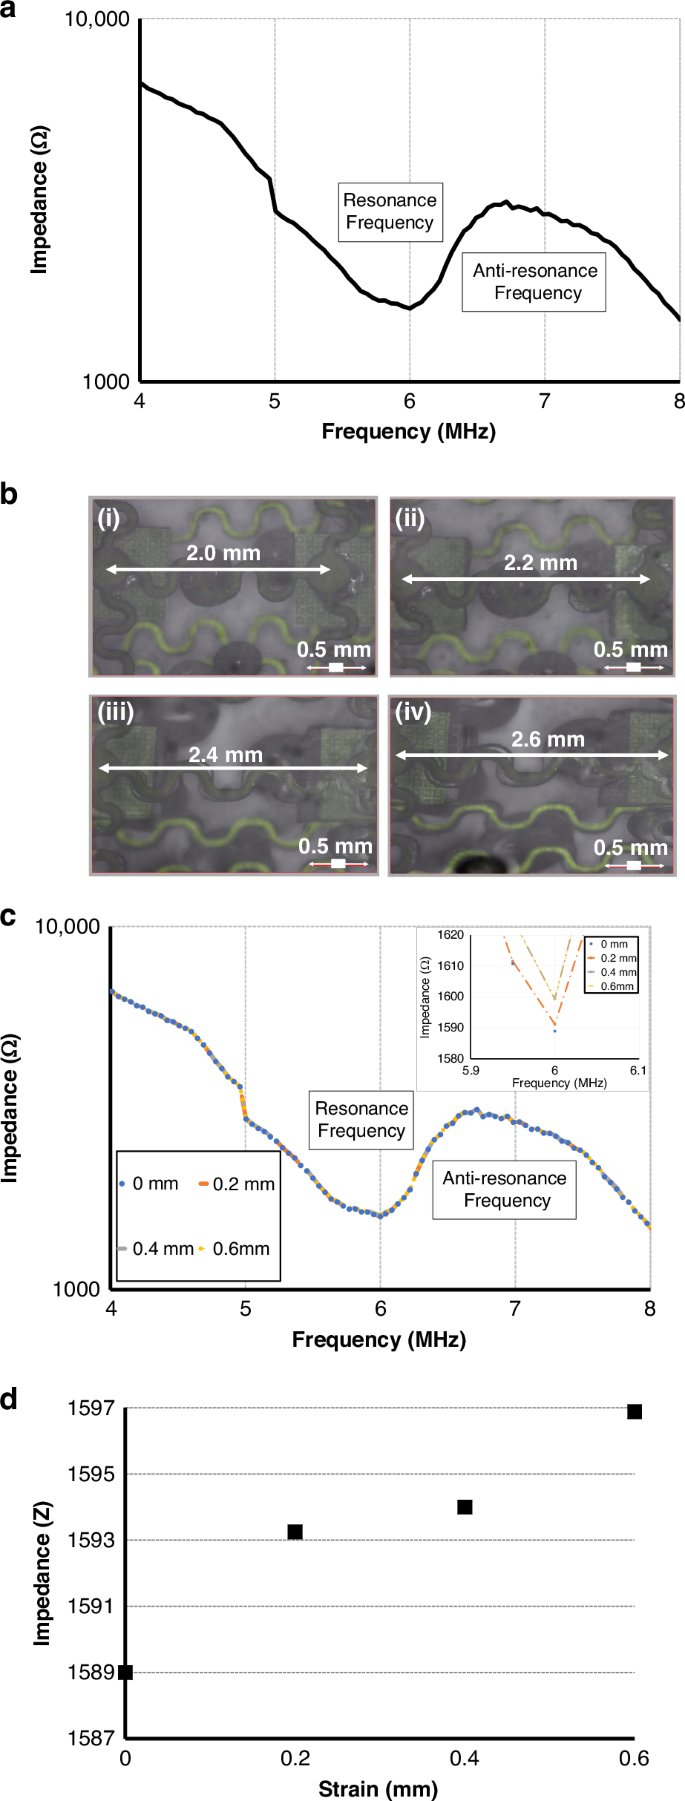 a
10,000
Impedance (Ω)
Resonance
Frequency
Anti-resonance
Frequency
1000
4 5 6 7 8
Frequency (MHz)
b
(i)
2.0 mm
0.5 mm
(ii)
2.2 mm
0.5 mm
(iii)
2.4 mm
0.5 mm
(iv)
2.6 mm
0.5 mm
c
10,000
Impedance (Ω)
1620
1610
1600
1590
1580
Impedance (Ω)
0 mm
0.2 mm
0.4 mm
0.6mm
5.9 6 6.1
Frequency (MHz)
Resonance
Frequency
Anti-resonance
Frequency
0 mm 0.2 mm
0.4 mm 0.6mm
1000
4 5 6 7 8
Frequency (MHz)
d
1597
1595
1593
1591
1589
1587
Impedance (Z)
0 0.2 0.4 0.6
Strain (mm)